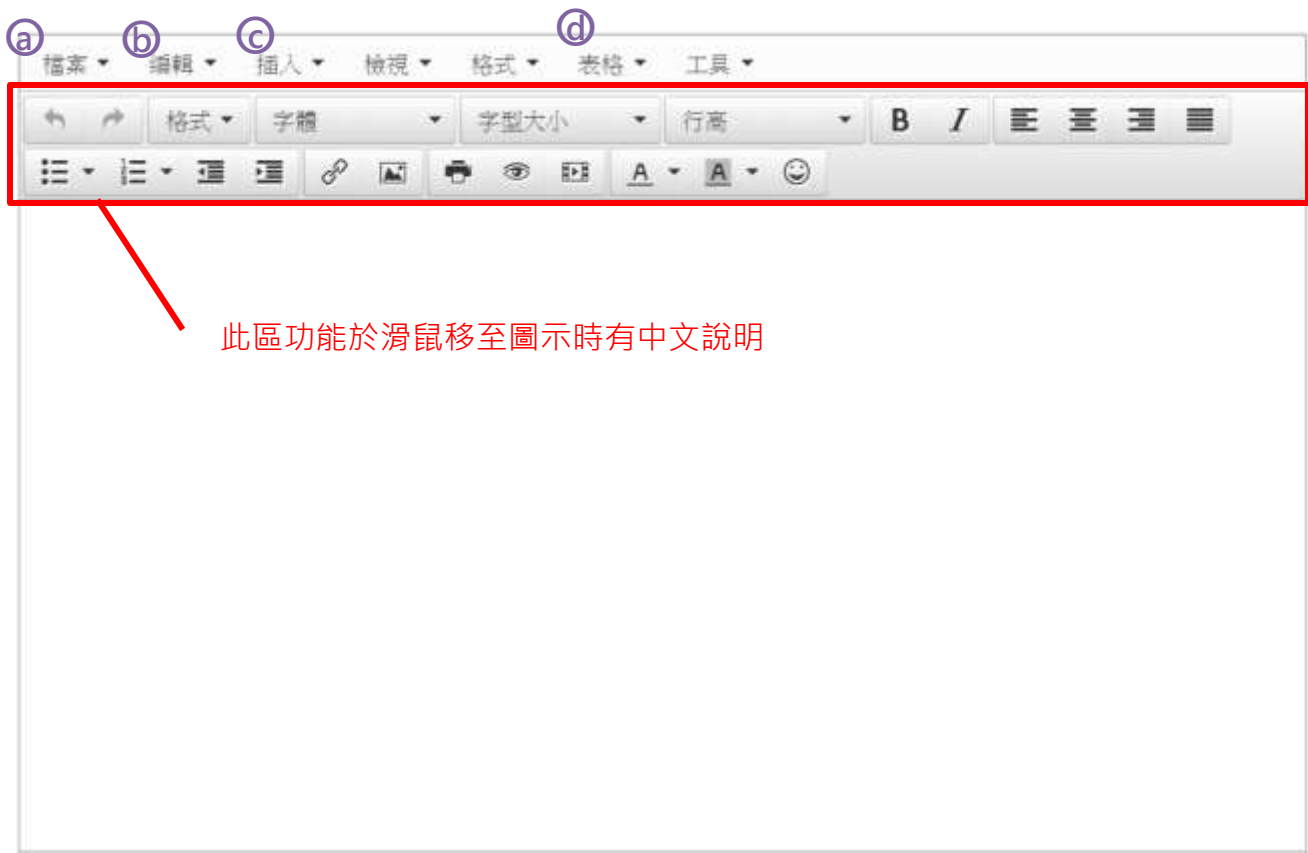 ⓐ ⓑ ⓒ ⓓ
檔案 編輯 插入 檢視 格式 表格 工具
格式 字體 字型大小 行高 B I
A A
此區功能於滑鼠移至圖示時有中文說明